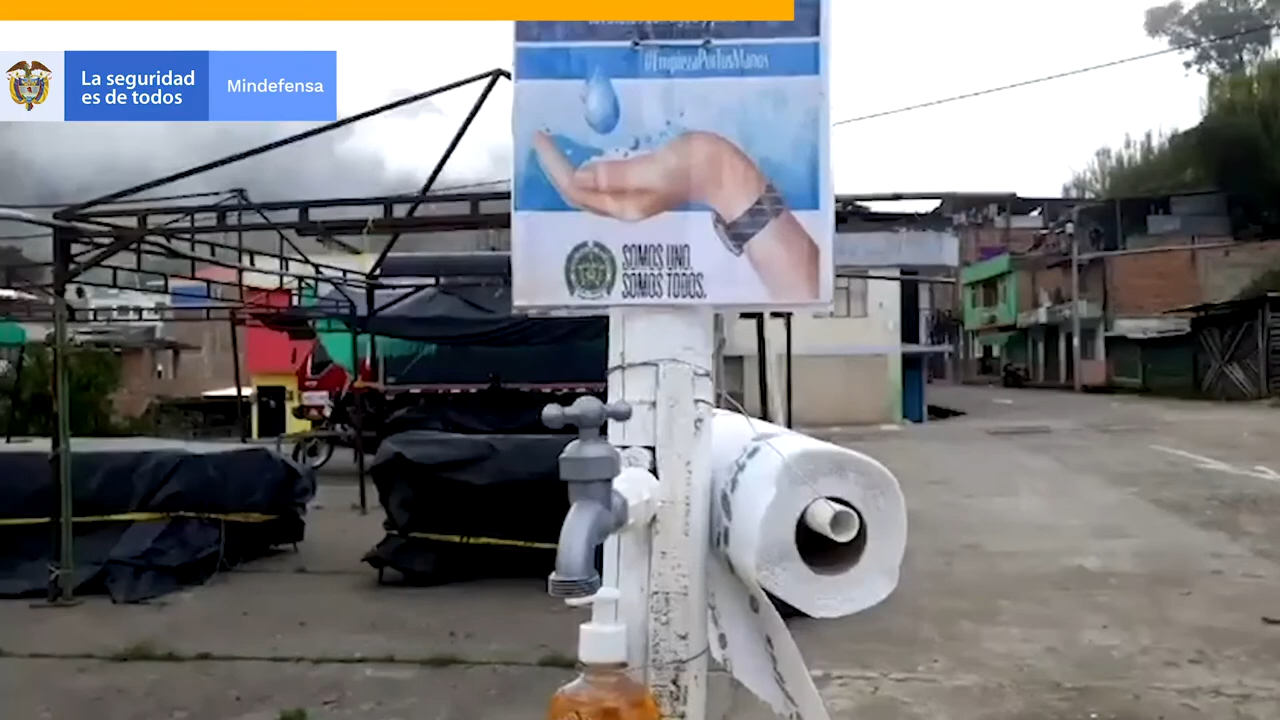 #EmpiezaPorTusManos
La seguridad
es de todos
Mindefensa
SOMOS UNO.
SOMOS TODOS.